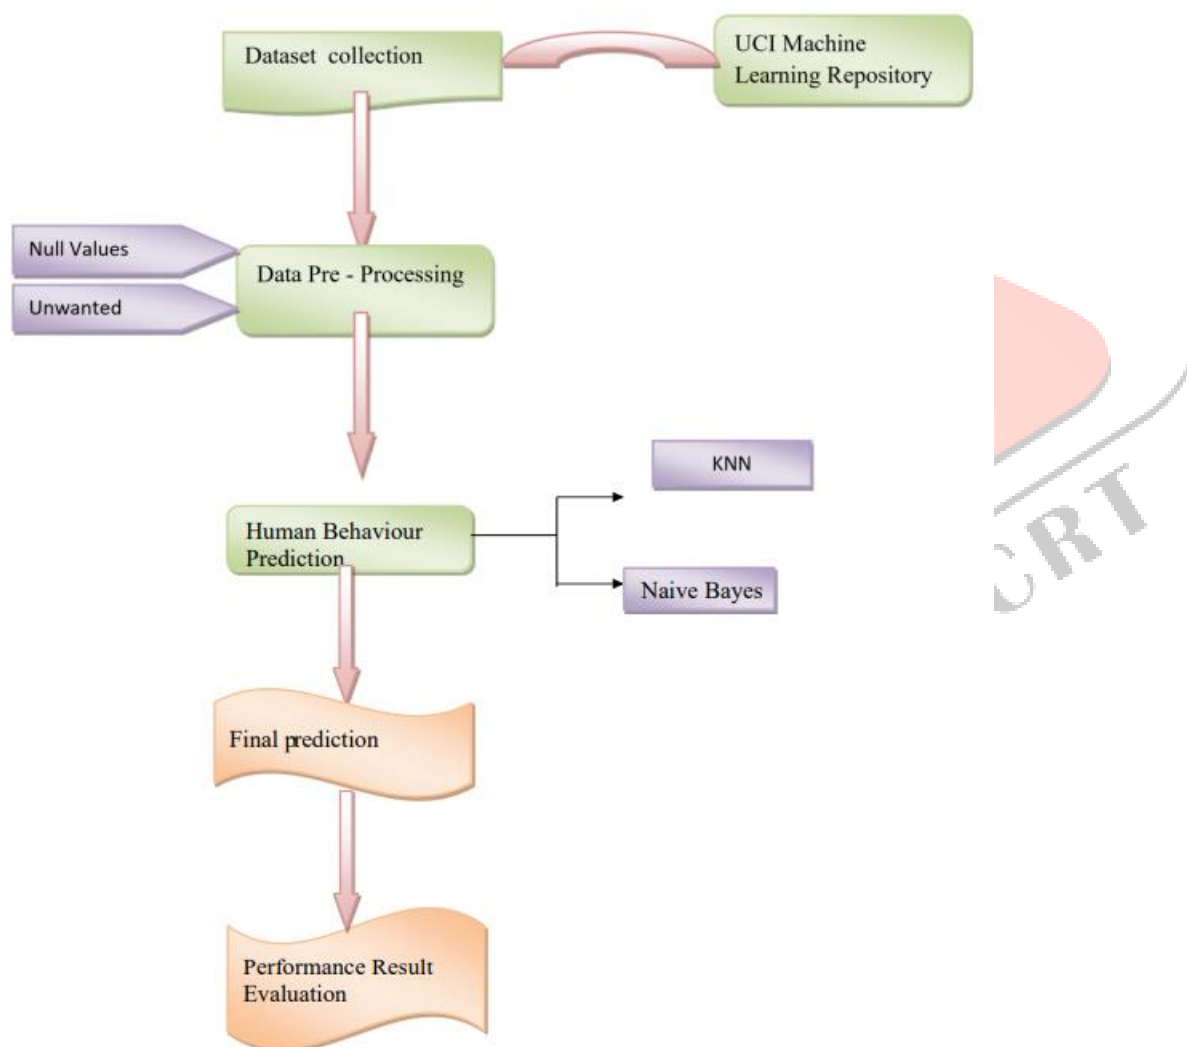 Dataset collection
UCI Machine
Learning Repository
Null Values
Data Pre - Processing
Unwanted
KNN
Human Behaviour
Prediction
Naive Bayes
CRT
Final prediction
Performance Result
Evaluation